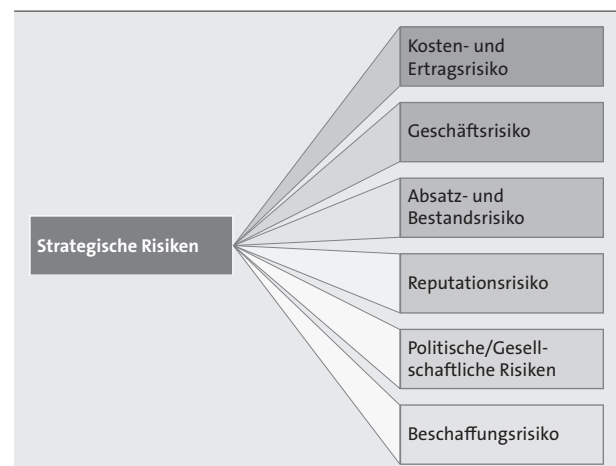 Strategische Risiken
Kosten- und
Ertragsrisiko
Geschäftsrisiko
Absatz- und
Bestandsrisiko
Reputationsrisiko
Politische/Gesell-
schaftliche Risiken
Beschaffungsrisiko